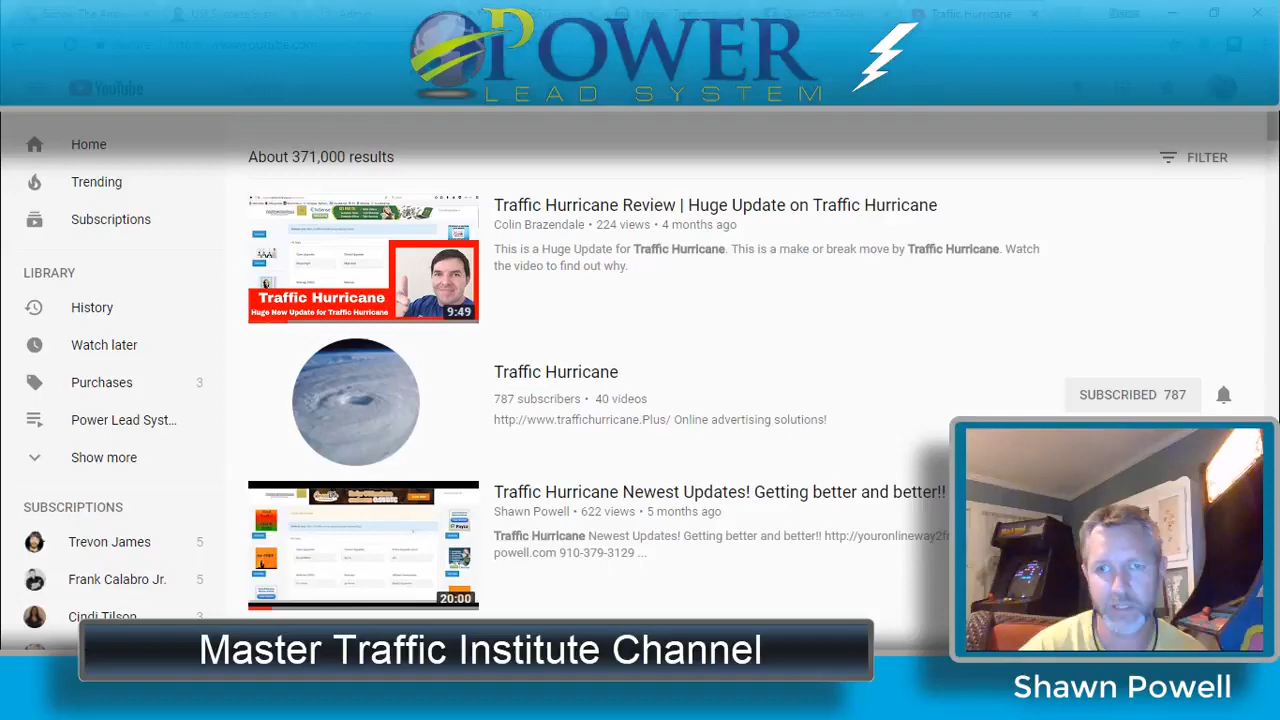 POWER
LEAD SYSTEM
YouTube
Traffic Hurricane
Home
Trending
Subscriptions
LIBRARY
History
Watch later
Purchases 3
Power Lead Syst...
Show more
SUBSCRIPTIONS
Trevon James 5
Frank Calabro Jr. 5
Cindi Tilson 3
About 371,000 results
FILTER
Traffic Hurricane
Huge New Update for Traffic Hurricane
9:49
Traffic Hurricane Review | Huge Update on Traffic Hurricane
Colin Brazendale • 224 views • 4 months ago
This is a Huge Update for Traffic Hurricane. This is a make or break move by Traffic Hurricane. Watch
the video to find out why.
Traffic Hurricane
787 subscribers • 40 videos
http://www.traffichurricane.Plus/ Online advertising solutions!
SUBSCRIBED 787
20:00
Traffic Hurricane Newest Updates! Getting better and better!!
Shawn Powell • 622 views • 5 months ago
Traffic Hurricane Newest Updates! Getting better and better!! http://youronlineway2f
powell.com 910-379-3129 ...
Master Traffic Institute Channel
Shawn Powell